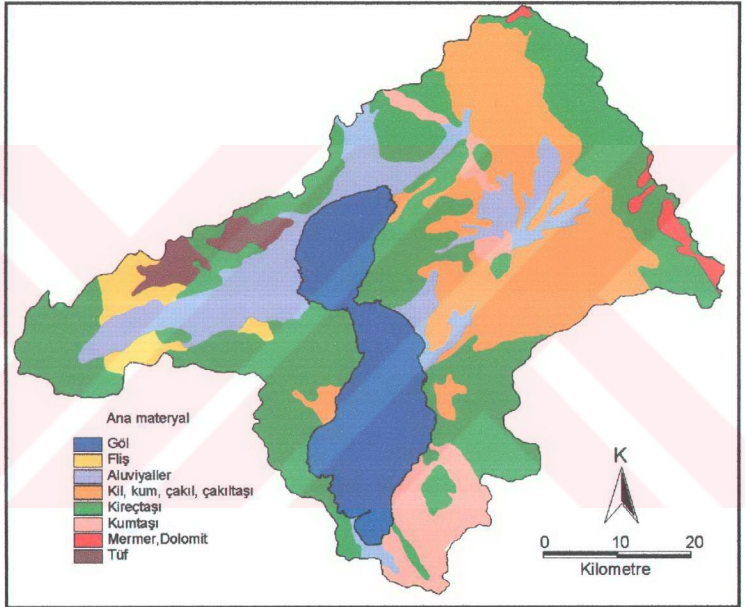 Ana materyal
Göl
Fliş
Aluviyaller
Kil, kum, çakıl, çakıltaşı
Kireçtaşı
Kumtaşı
Mermer,Dolomit
Tüf
K
0 10 20
Kilometre